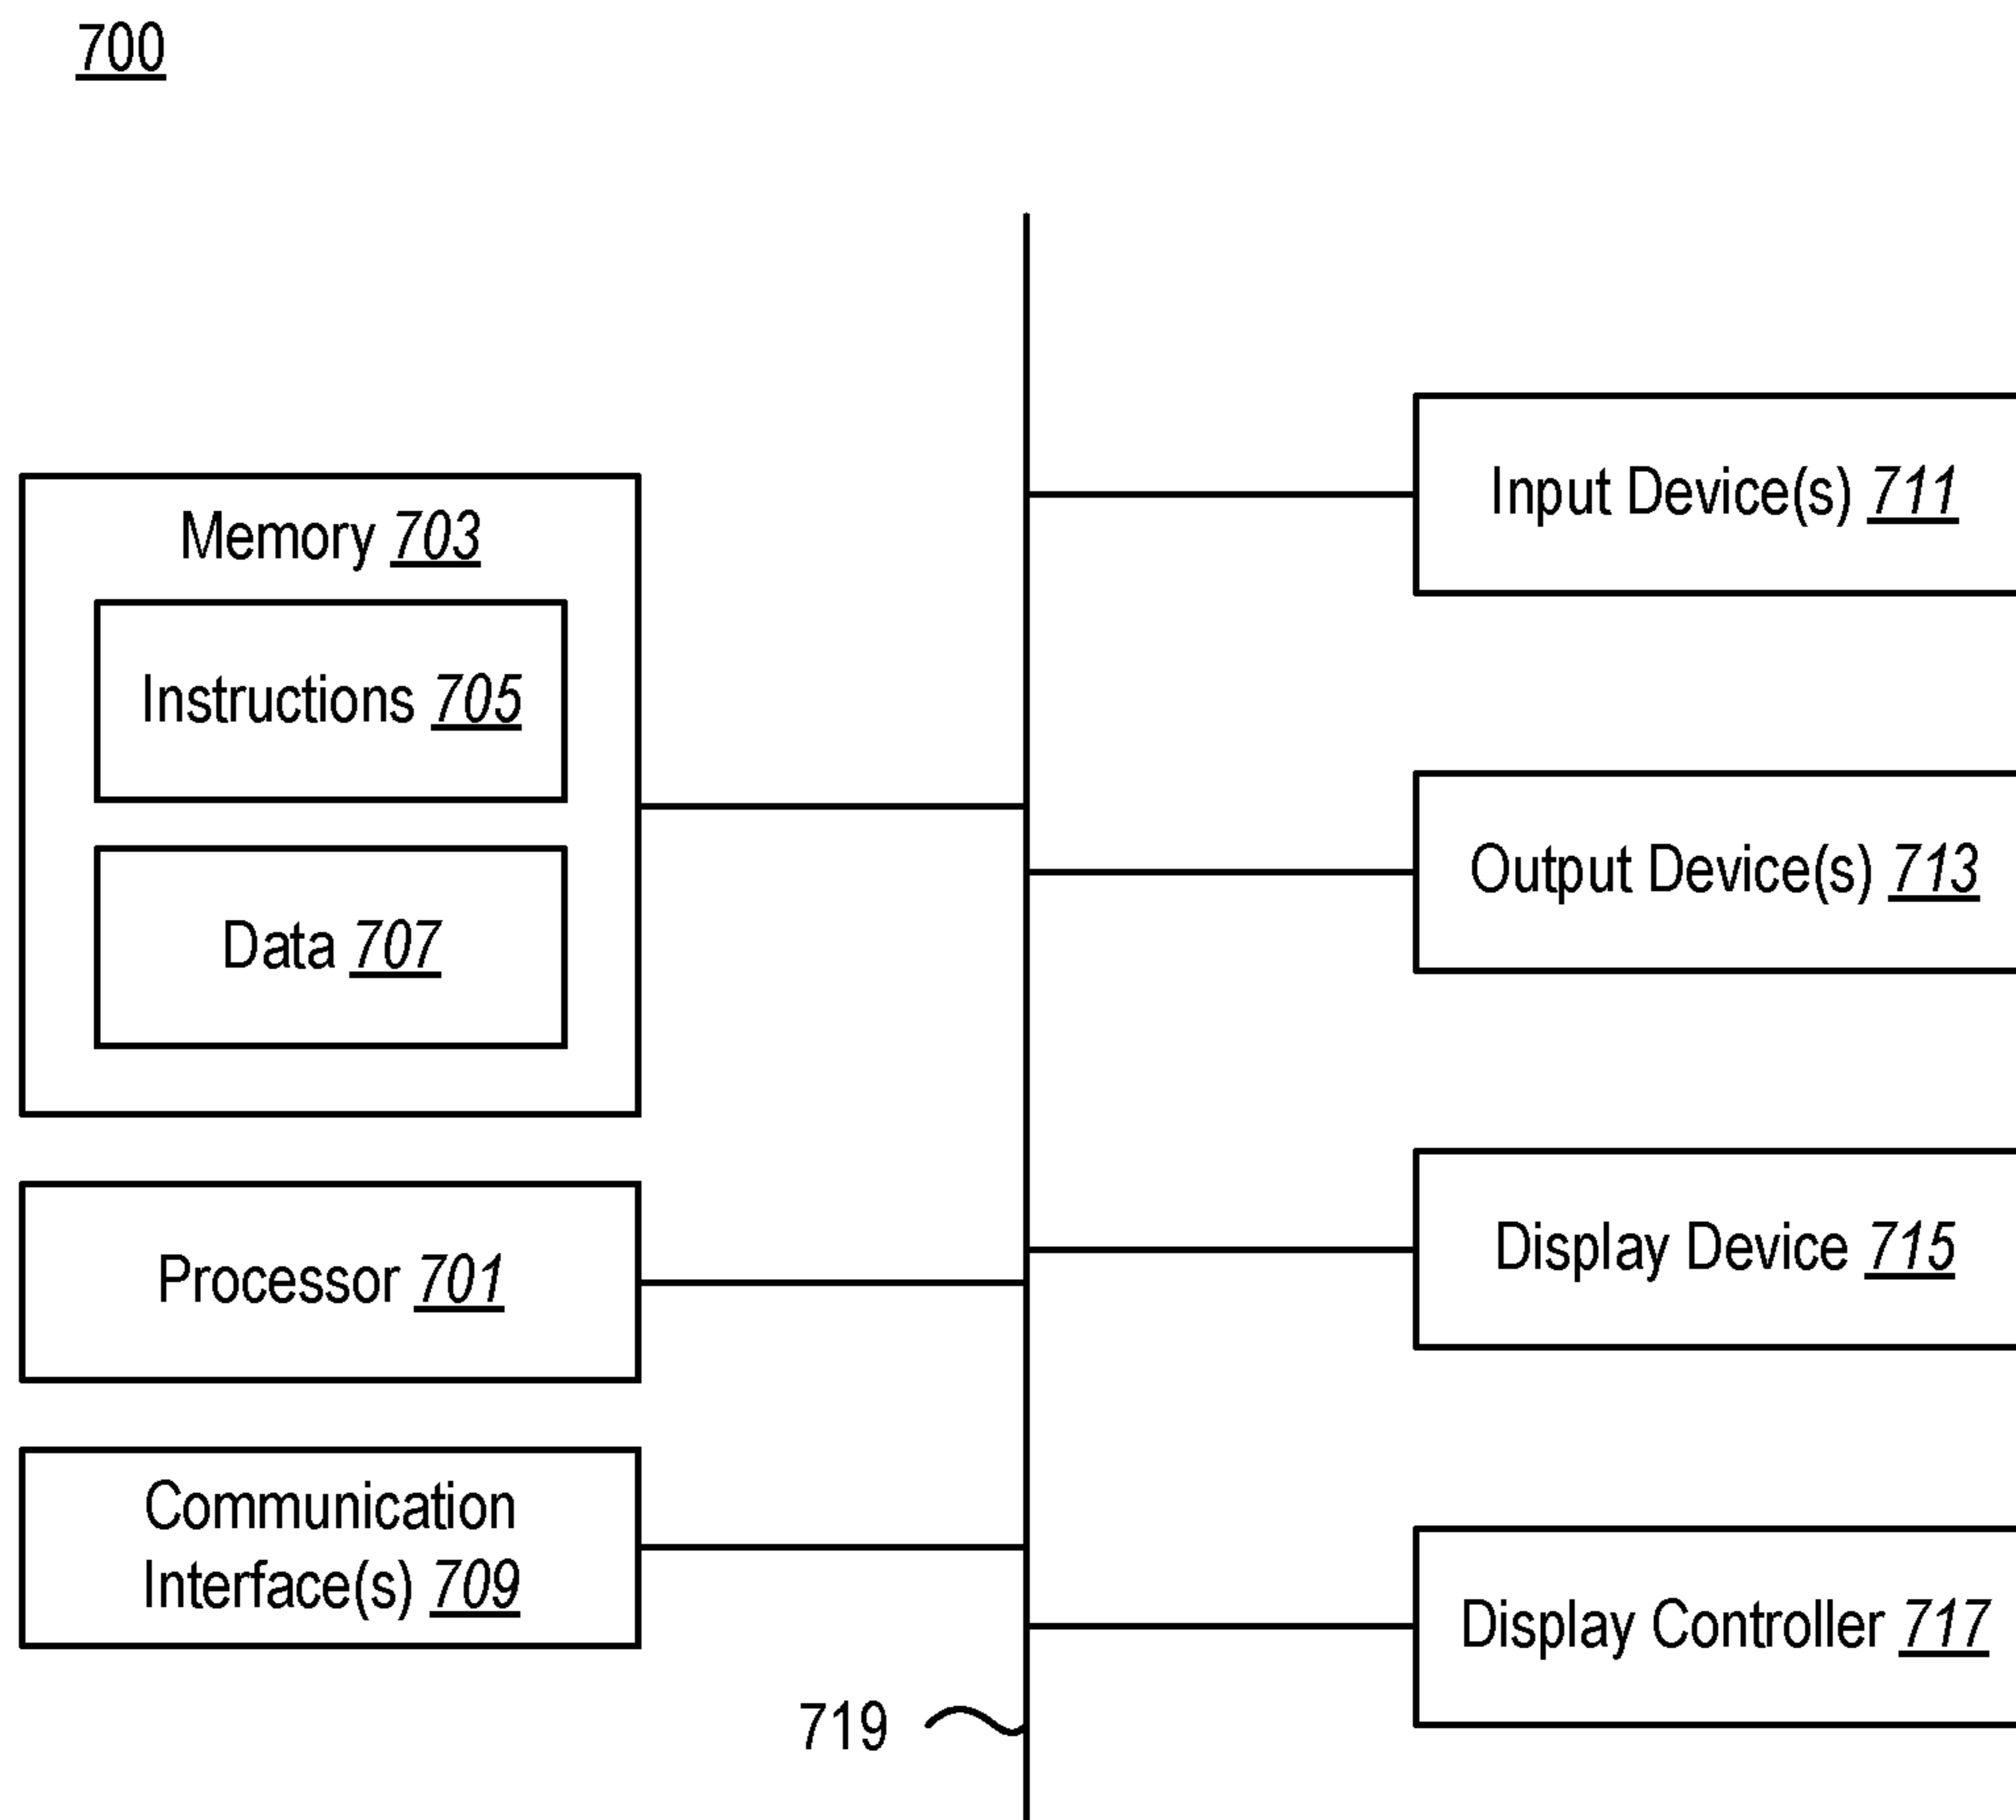 700
Memory 703
Instructions 705
Data 707
Processor 701
Communication
Interface(s) 709
719
Input Device(s) 711
Output Device(s) 713
Display Device 715
Display Controller 717